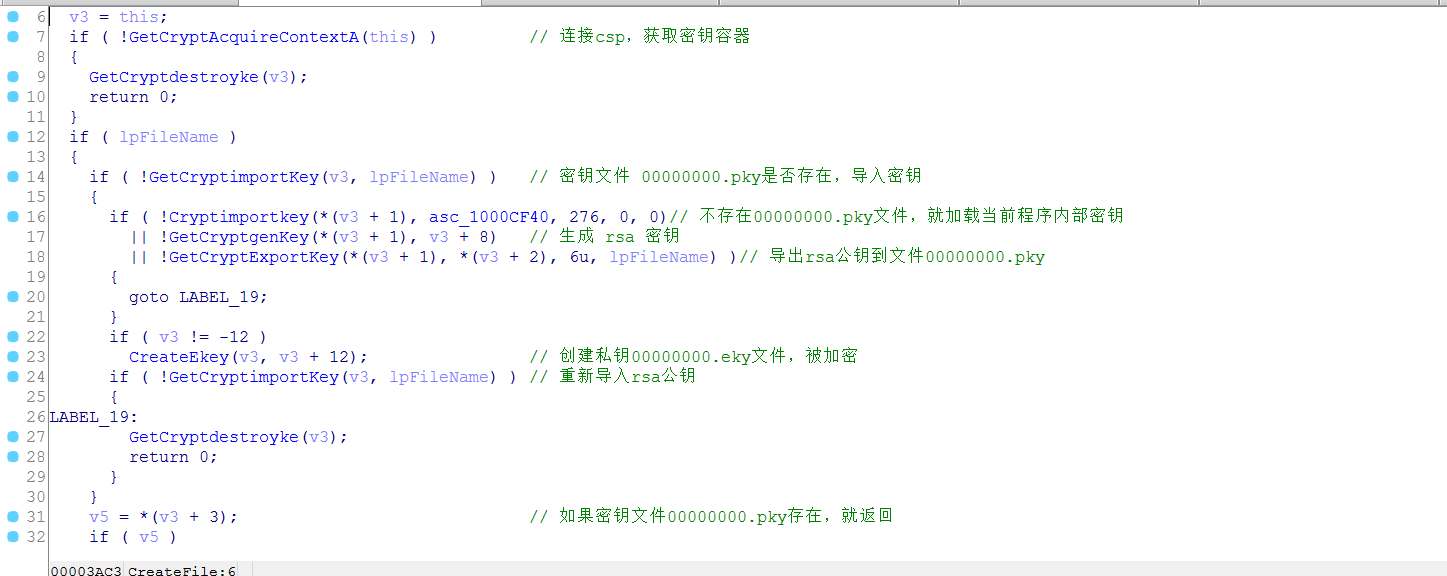 6 v3 = this;
7 if ( !GetCryptAcquireContextA(this) ) // 连接csp，获取密钥容器
8 {
9 GetCryptdestroyke(v3);
10 return 0;
11 }
12 if ( lpFileName )
13 {
14 if ( !GetCryptimportKey(v3, lpFileName) ) // 密钥文件 00000000.pky是否存在，导入密钥
15 {
16 if ( !Cryptimportkey(*(v3 + 1), asc_1000CF40, 276, 0, 0)// 不存在00000000.pky文件，就加载当前程序内部密钥
17 || !GetCryptgenKey(*(v3 + 1), v3 + 8) // 生成 rsa 密钥
18 || !GetCryptExportKey(*(v3 + 1), *(v3 + 2), 6u, lpFileName) )// 导出rsa公钥到文件00000000.pky
19 {
20 goto LABEL_19;
21 }
22 if ( v3 != -12 )
23 CreateEkey(v3, v3 + 12); // 创建私钥00000000.eky文件，被加密
24 if ( !GetCryptimportKey(v3, lpFileName) ) // 重新导入rsa公钥
25 {
26 LABEL_19:
27 GetCryptdestroyke(v3);
28 return 0;
29 }
30 }
31 v5 = *(v3 + 3); // 如果密钥文件00000000.pky存在，就返回
32 if ( v5 )
00003AC3 CreateFile:6